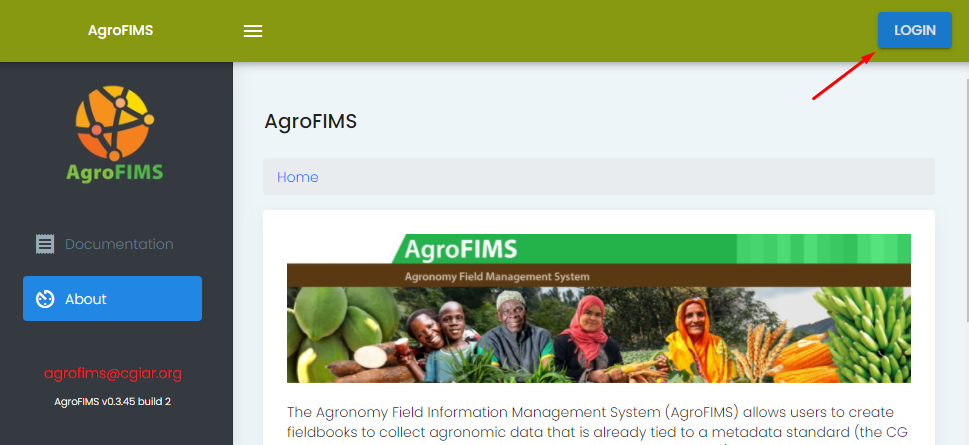 AgroFIMS
LOGIN
AgroFIMS
Documentation
About
agrofims@cgiar.org
AgroFIMS v0.3.45 build 2
AgroFIMS
Home
AgroFIMS
Agronomy Field Management System
The Agronomy Field Information Management System (AgroFIMS) allows users to create
fieldbooks to collect agronomic data that is already tied to a metadata standard (the CG